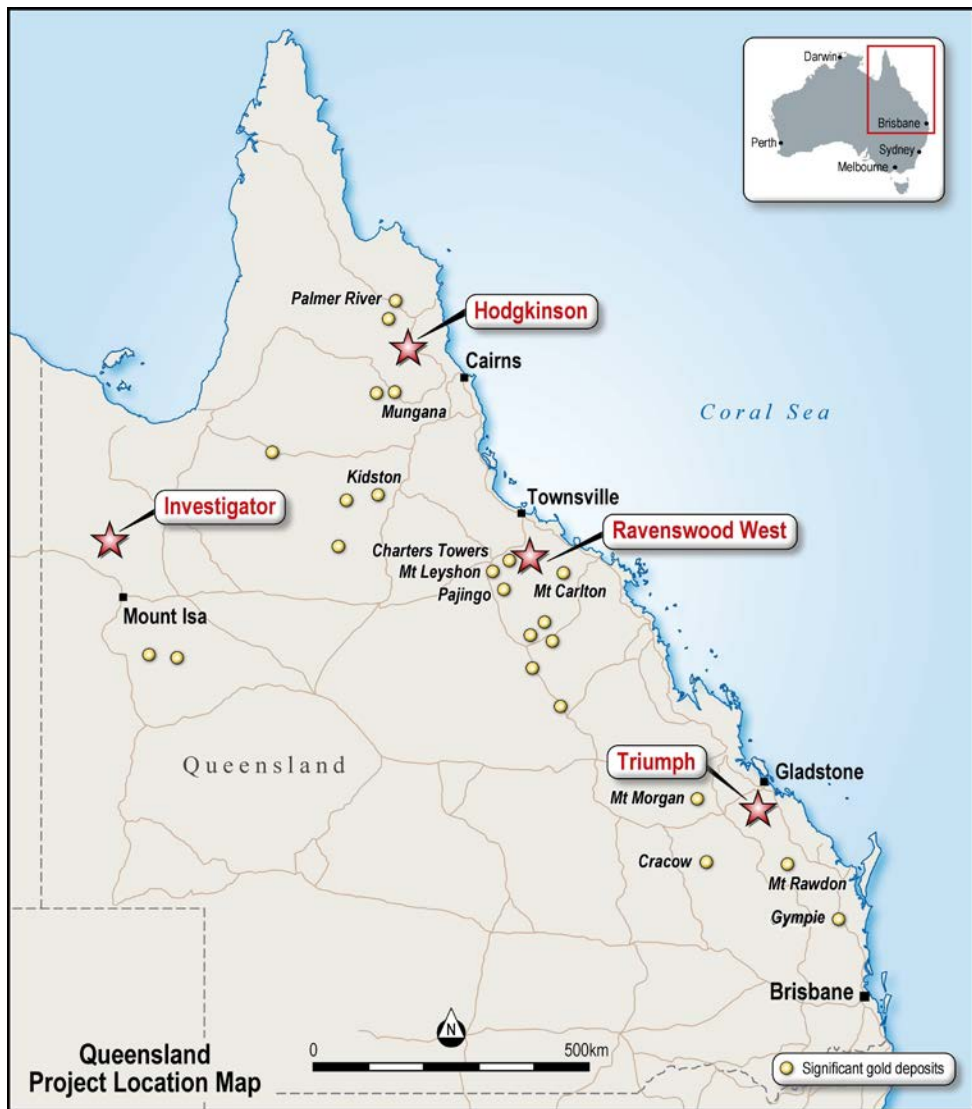 Darwin
Brisbane
Perth
Sydney
Melbourne
Palmer River
Hodgkinson
Cairns
Mungana
Coral Sea
Kidston
Investigator
Townsville
Ravenswood West
Charters Towers
Mt Leyshon
Pajingo
Mt Carlton
Mount Isa
Queensland
Triumph
Gladstone
Mt Morgan
Cracow
Mt Rawdon
Gympie
Brisbane
N
0 500km
Queensland
Project Location Map
Significant gold deposits